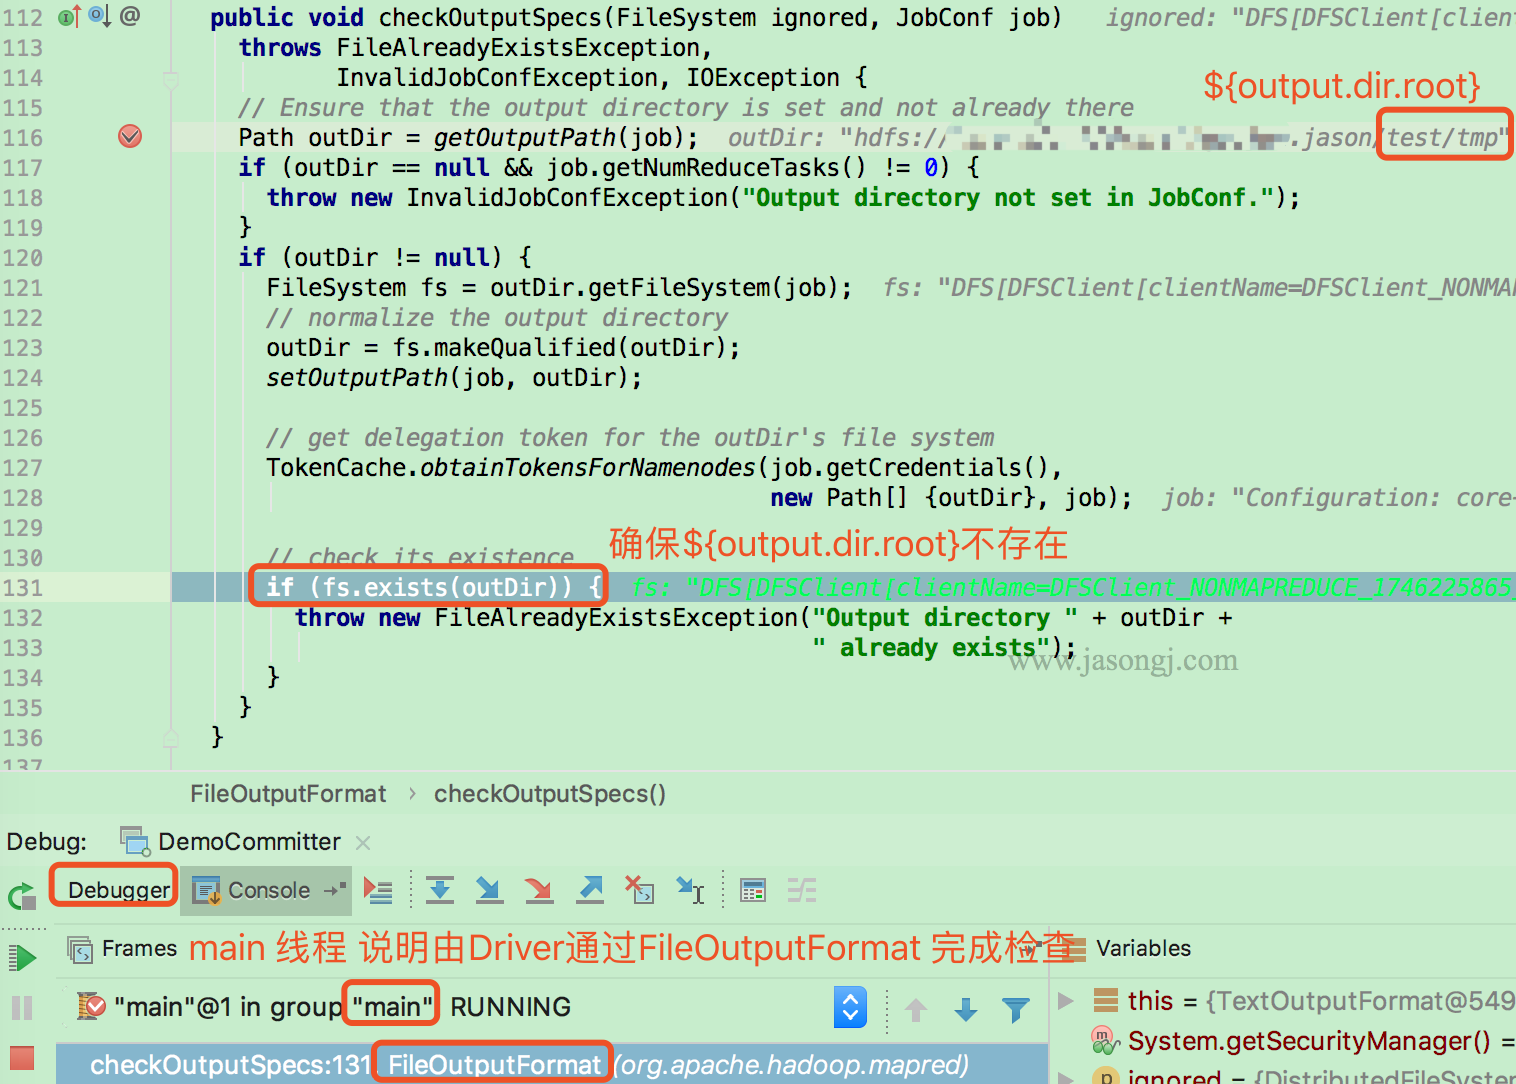 112 @ public void checkOutputSpecs(FileSystem ignored, JobConf job) ignored: "DFS[DFSClient[client
113 throws FileAlreadyExistsException,
114 InvalidJobConfException, IOException {
${output.dir.root}
115 // Ensure that the output directory is set and not already there
116 Path outDir = getOutputPath(job); outDir: "hdfs:// .jason/test/tmp"
117 if (outDir == null && job.getNumReduceTasks() != 0) {
118 throw new InvalidJobConfException("Output directory not set in JobConf.");
119 }
120 if (outDir != null) {
121 FileSystem fs = outDir.getFileSystem(job); fs: "DFS[DFSClient[clientName=DFSClient_NONMA
122 // normalize the output directory
123 outDir = fs.makeQualified(outDir);
124 setOutputPath(job, outDir);
125
126 // get delegation token for the outDir's file system
127 TokenCache.obtainTokensForNamenodes(job.getCredentials(),
128 new Path[] {outDir}, job); job: "Configuration: core-
129
确保${output.dir.root}不存在
130 // check its existence
131 if (fs.exists(outDir)) { fs: "DFS[DFSClient[clientName=DFSClient_NONMAPREDUCE_1746225865_
132 throw new FileAlreadyExistsException("Output directory " + outDir +
133 " already exists");
www.jasongj.com
134 }
135 }
136 }
137
FileOutputFormat › checkOutputSpecs()
Debug: DemoCommitter
Debugger Console
Frames main 线程 说明由Driver通过FileOutputFormat 完成检查 Variables
"main"@1 in group "main" RUNNING
this = {TextOutputFormat@549
System.getSecurityManager() =
checkOutputSpecs:131, FileOutputFormat (org.apache.hadoop.mapred)
ignored = {DistributedFileSystem